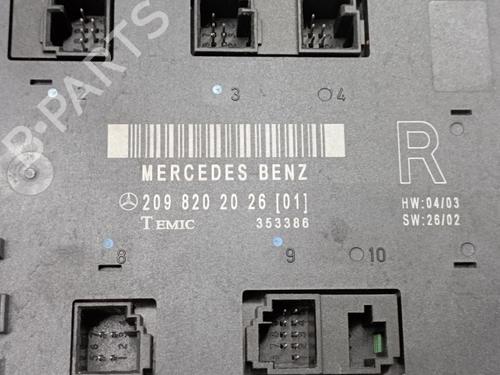 B-PARTS
2
3
4
MERCEDES BENZ
R
209 820 20 26 [01]
HW:04/03
TEMIC 353386
SW:26/02
8
9
10